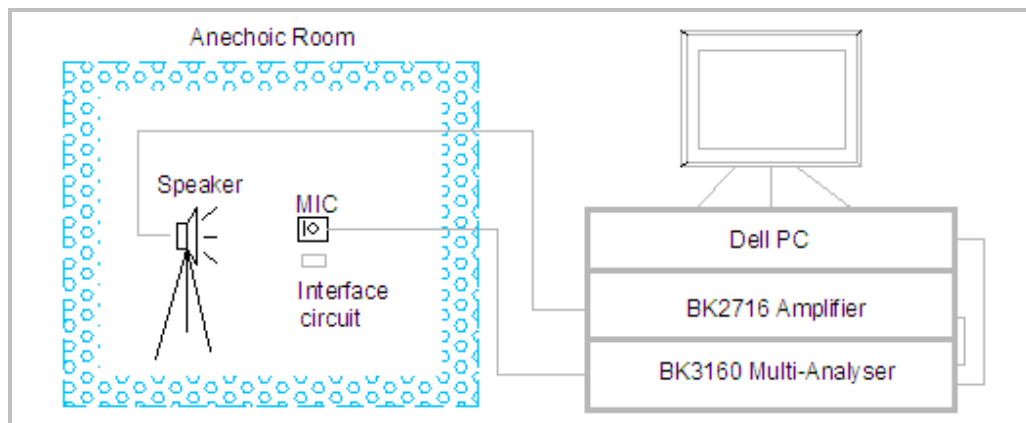 Anechoic Room
Speaker
MIC
Interface
circuit
Dell PC
BK2716 Amplifier
BK3160 Multi-Analyser